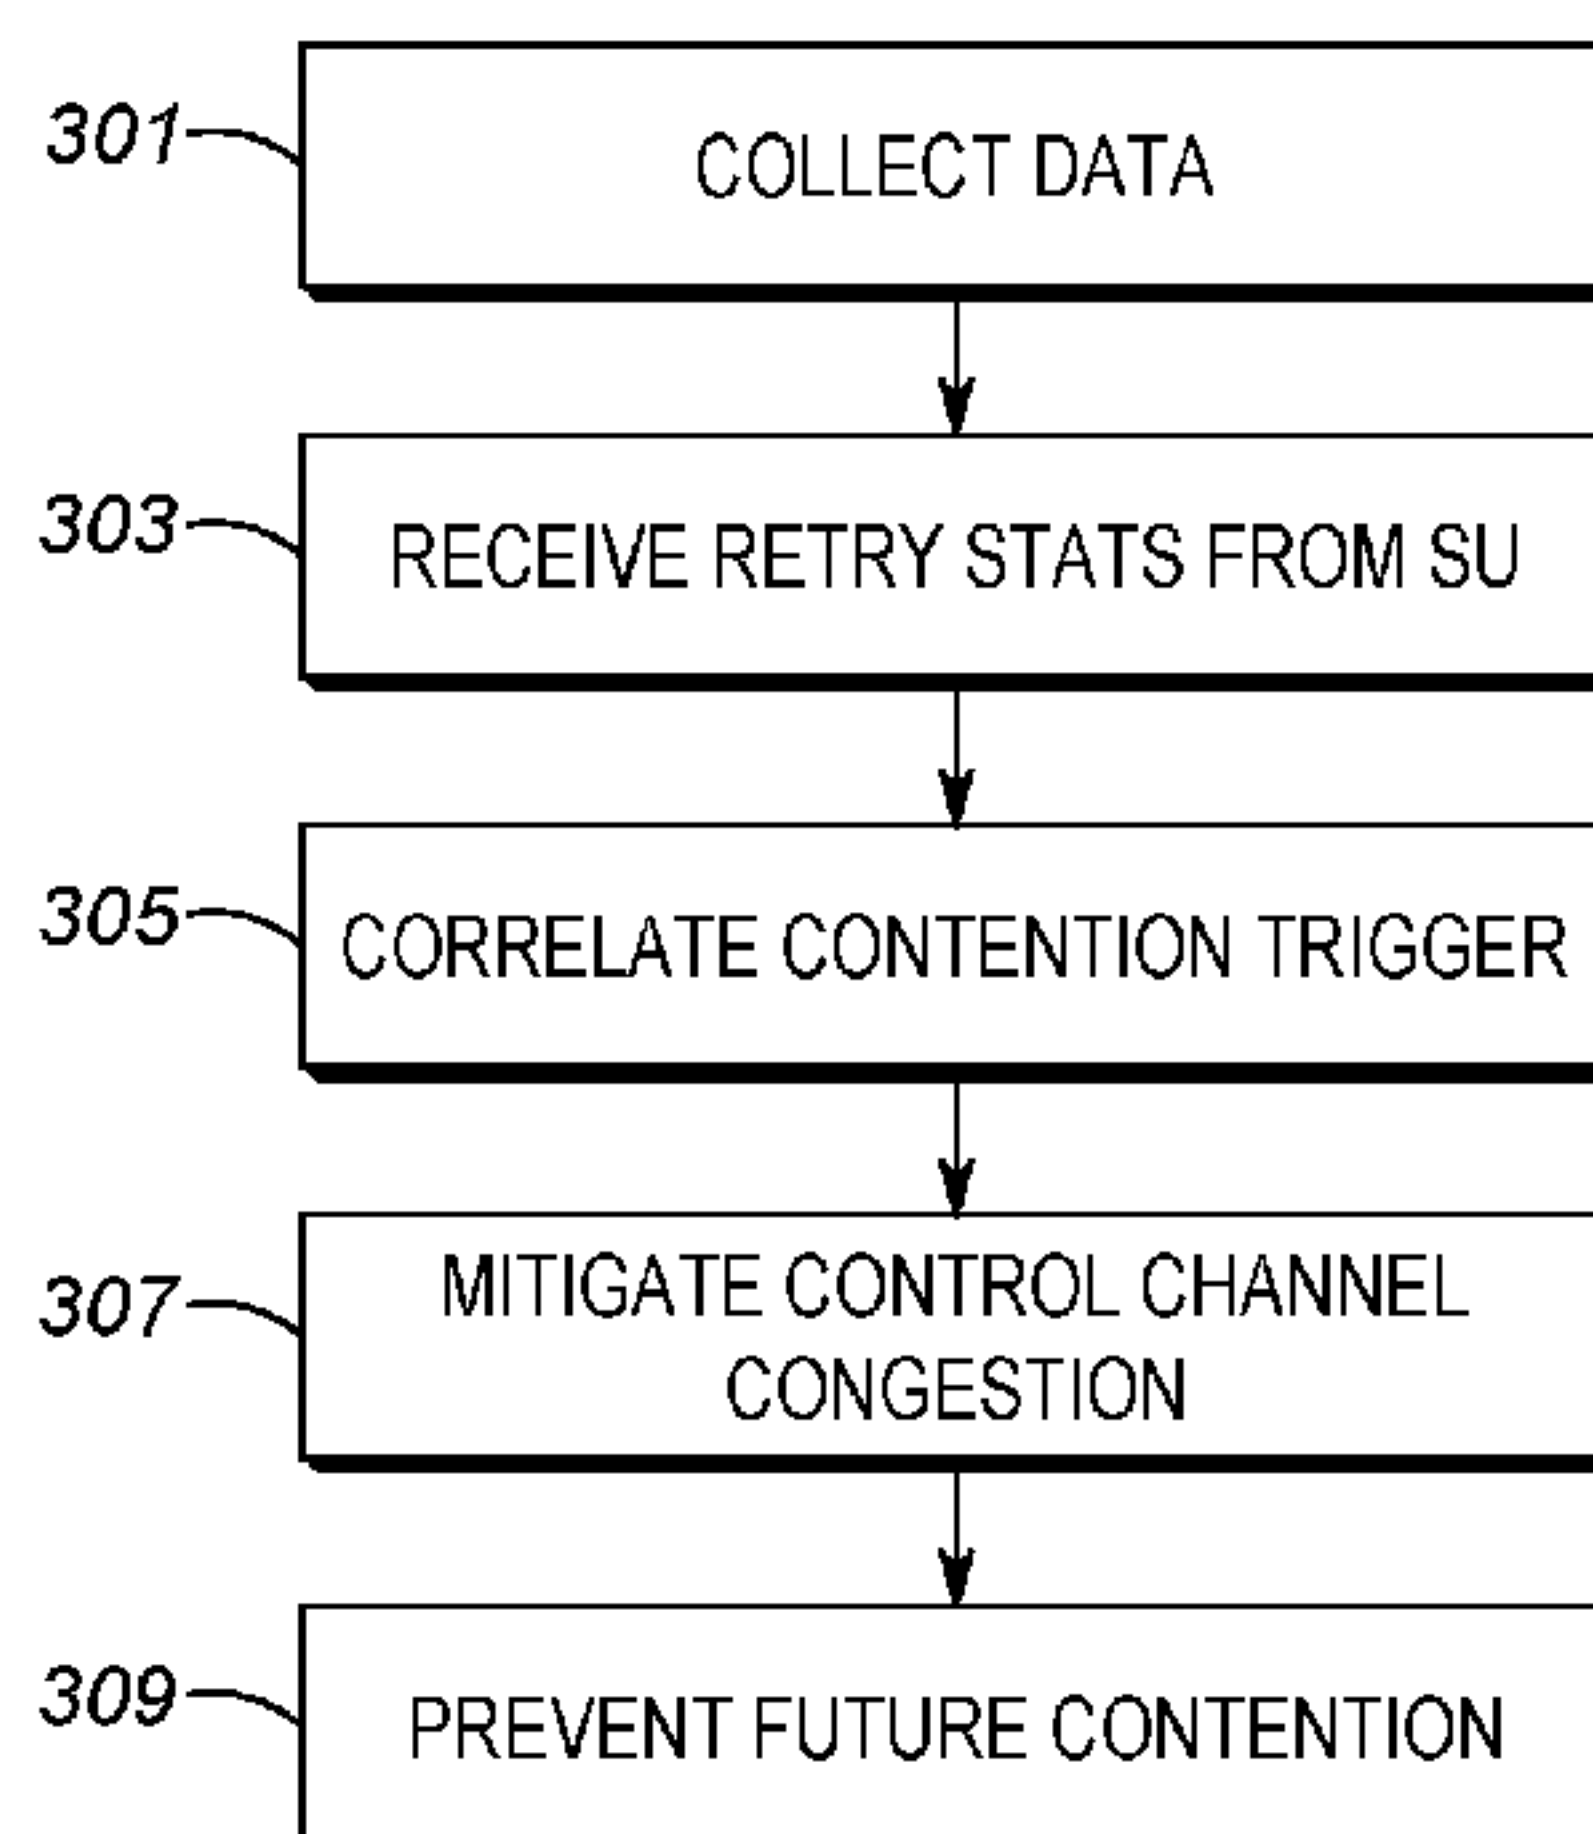 301
COLLECT DATA
303
RECEIVE RETRY STATS FROM SU
305
CORRELATE CONTENTION TRIGGER
307
MITIGATE CONTROL CHANNEL
CONGESTION
309
PREVENT FUTURE CONTENTION